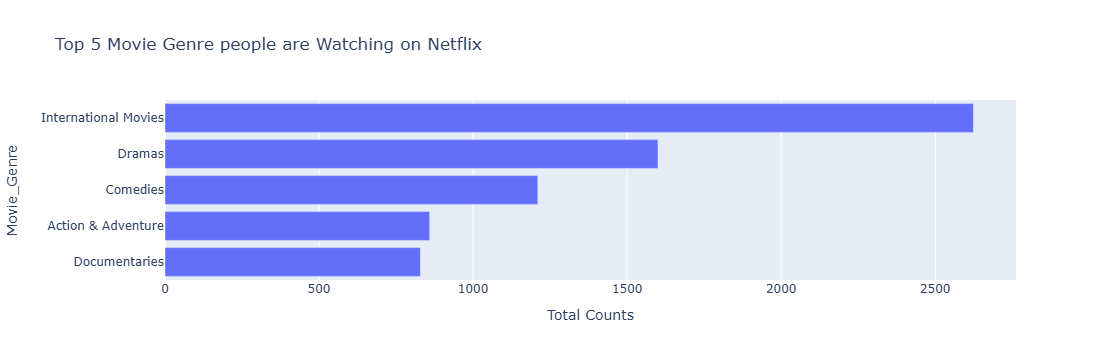 Top 5 Movie Genre people are Watching on Netflix
Movie_Genre
International Movies
Dramas
Comedies
Action & Adventure
Documentaries
0 500 1000 1500 2000 2500
Total Counts